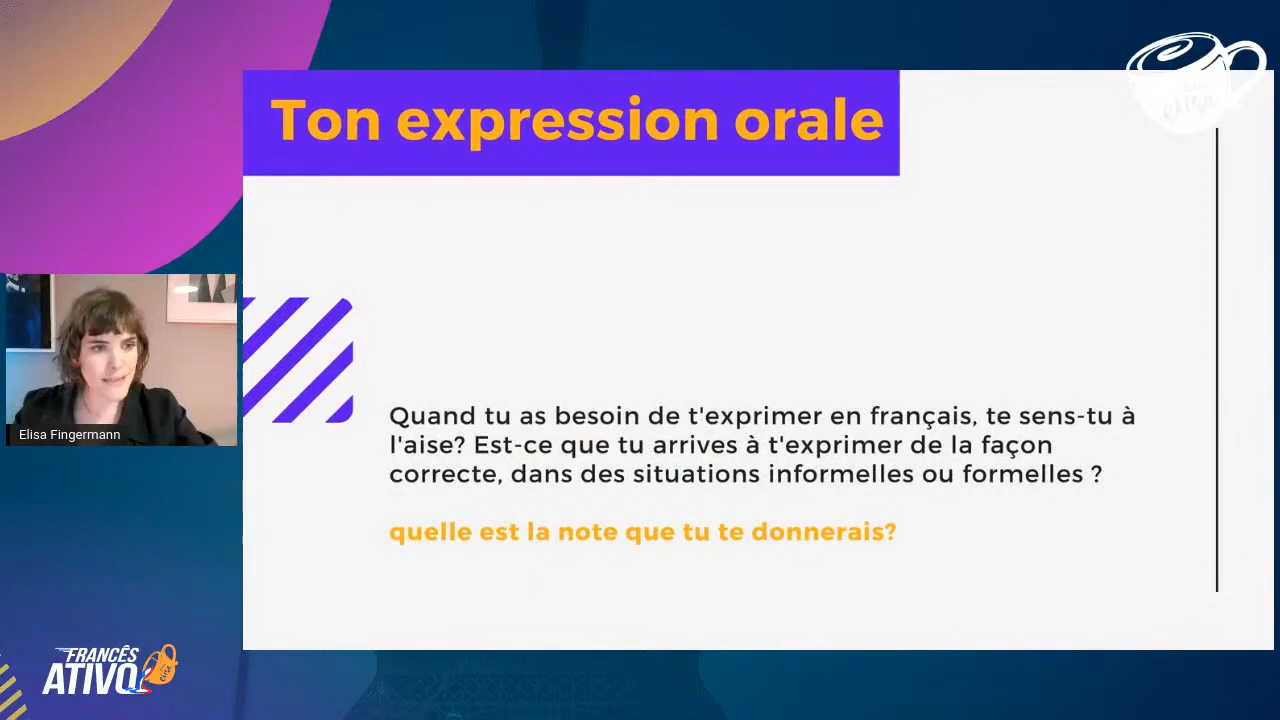 Ton expression orale
Quand tu as besoin de t'exprimer en français, te sens-tu à
l'aise? Est-ce que tu arrives à t'exprimer de la façon
correcte, dans des situations informelles ou formelles ?
quelle est la note que tu te donnerais?
Elisa Fingermann
FRANCÊS
ATIVO